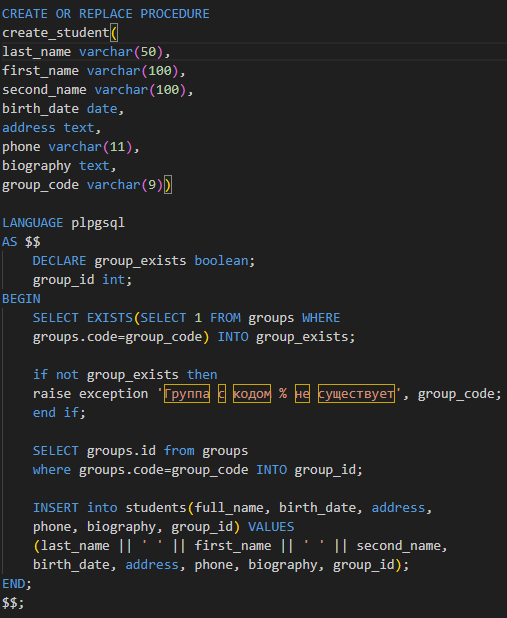 CREATE OR REPLACE PROCEDURE
create_student(
last_name varchar(50),
first_name varchar(100),
second_name varchar(100),
birth_date date,
address text,
phone varchar(11),
biography text,
group_code varchar(9))
LANGUAGE plpgsql
AS $$
DECLARE group_exists boolean;
group_id int;
BEGIN
SELECT EXISTS(SELECT 1 FROM groups WHERE
groups.code=group_code) INTO group_exists;
if not group_exists then
raise exception 'Группа с кодом % не существует', group_code;
end if;
SELECT groups.id from groups
where groups.code=group_code INTO group_id;
INSERT into students(full_name, birth_date, address,
phone, biography, group_id) VALUES
(last_name || ' ' || first_name || ' ' || second_name,
birth_date, address, phone, biography, group_id);
END;
$$;